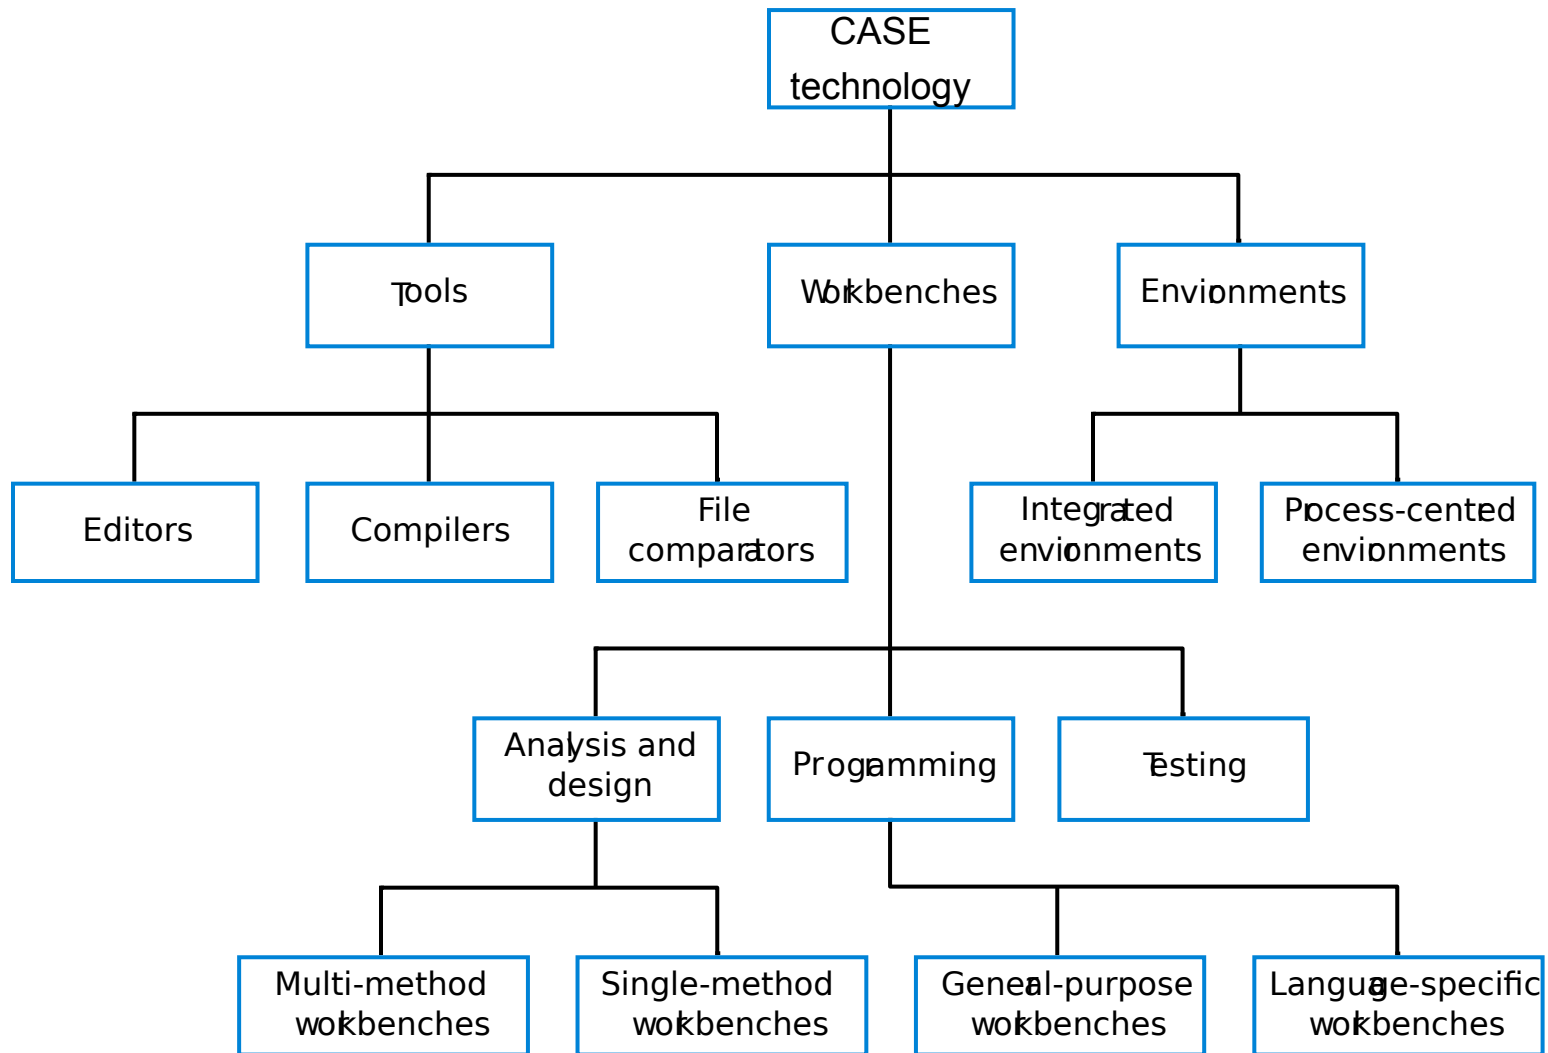 CASE
technology
Tools
Workbenches
Environments
Editors
Compilers
File
comparators
Integrated
environments
Process-centred
environments
Analysis and
design
Programming
Testing
Multi-method
workbenches
Single-method
workbenches
General-purpose
workbenches
Language-specific
workbenches